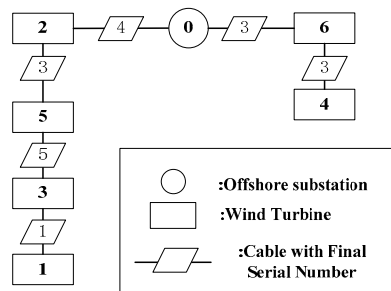 2 4 0 3 6
3 3
5 4
5
3
1
1
:Offshore substation
:Wind Turbine
:Cable with Final
Serial Number